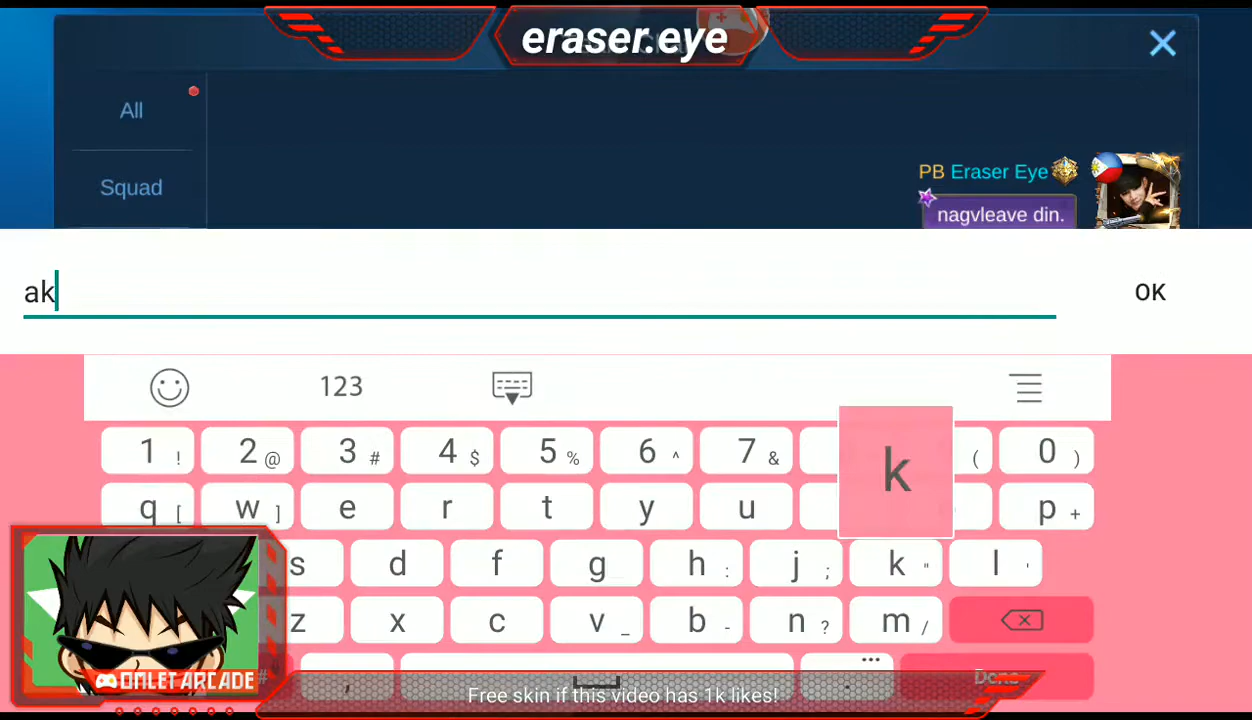 eraser.eye
All
Squad
PB Eraser Eye
nagvleave din.
ak
OK
123
1 ! 2 @ 3 # 4 $ 5 % 6 ^ 7 & ( 0 )
k
q [ w ] e r t y u p +
s d f g h : j ; k " l '
z x c v _ b - n ? m /
, . ...
Done
OMLET ARCADE
Free skin if this video has 1k likes!